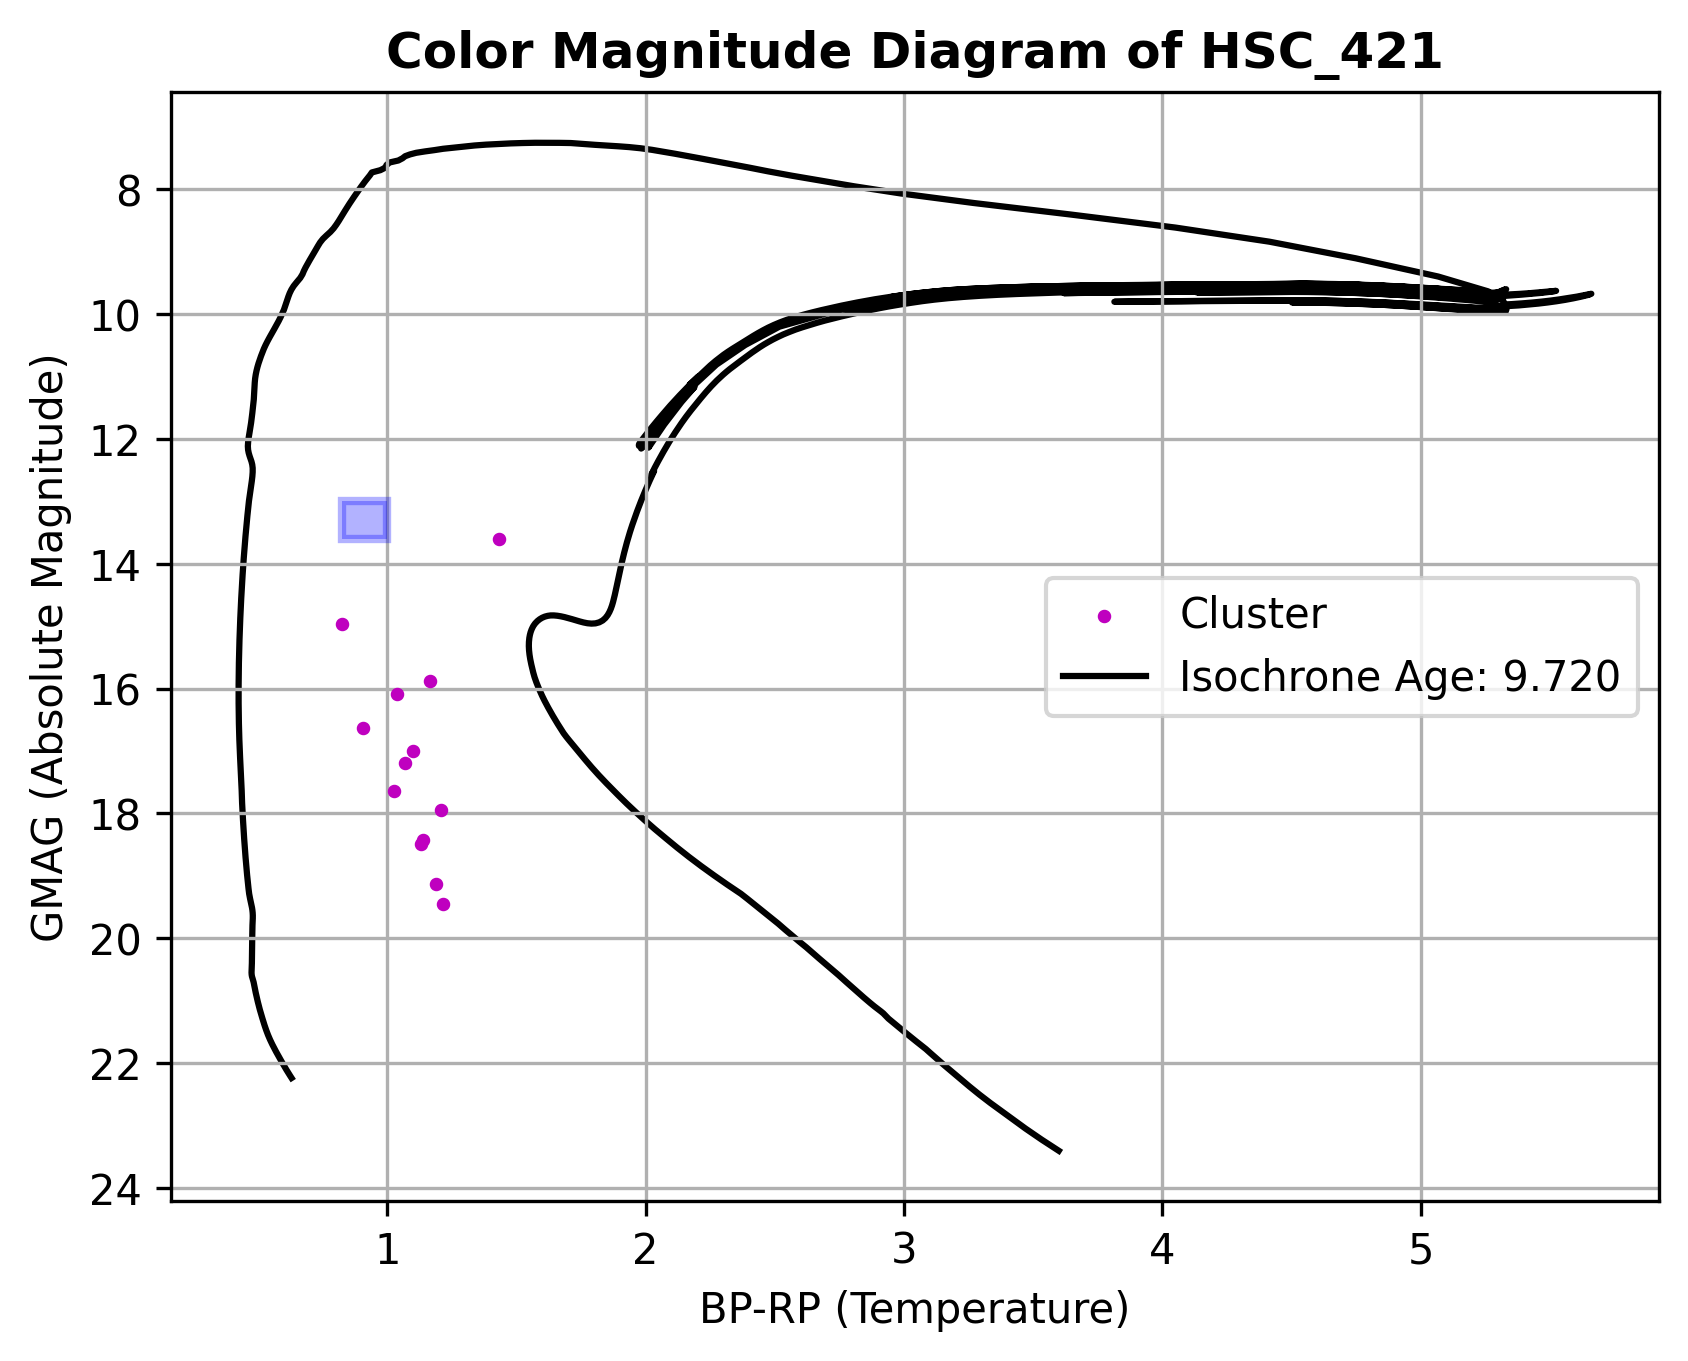 Color Magnitude Diagram of HSC_421
GMAG (Absolute Magnitude)
8
10
12
14
16
18
20
22
24
Cluster
Isochrone Age: 9.720
1 2 3 4 5
BP-RP (Temperature)